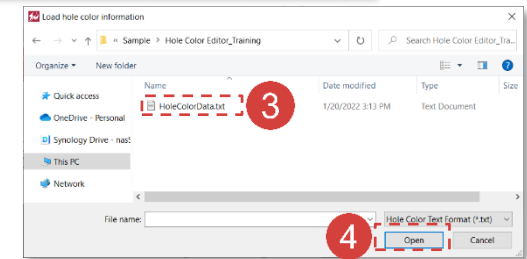 Load hole color information
« Sample > Hole Color Editor_Training
Search Hole Color Editor_Tra...
Organize
New folder
Name
Date modified
Type
Size
Quick access
HoleColorData.txt
3
1/20/2022 3:13 PM
Text Document
OneDrive - Personal
Synology Drive - nas5
This PC
Network
File name:
Hole Color Text Format (*.txt)
4
Open
Cancel